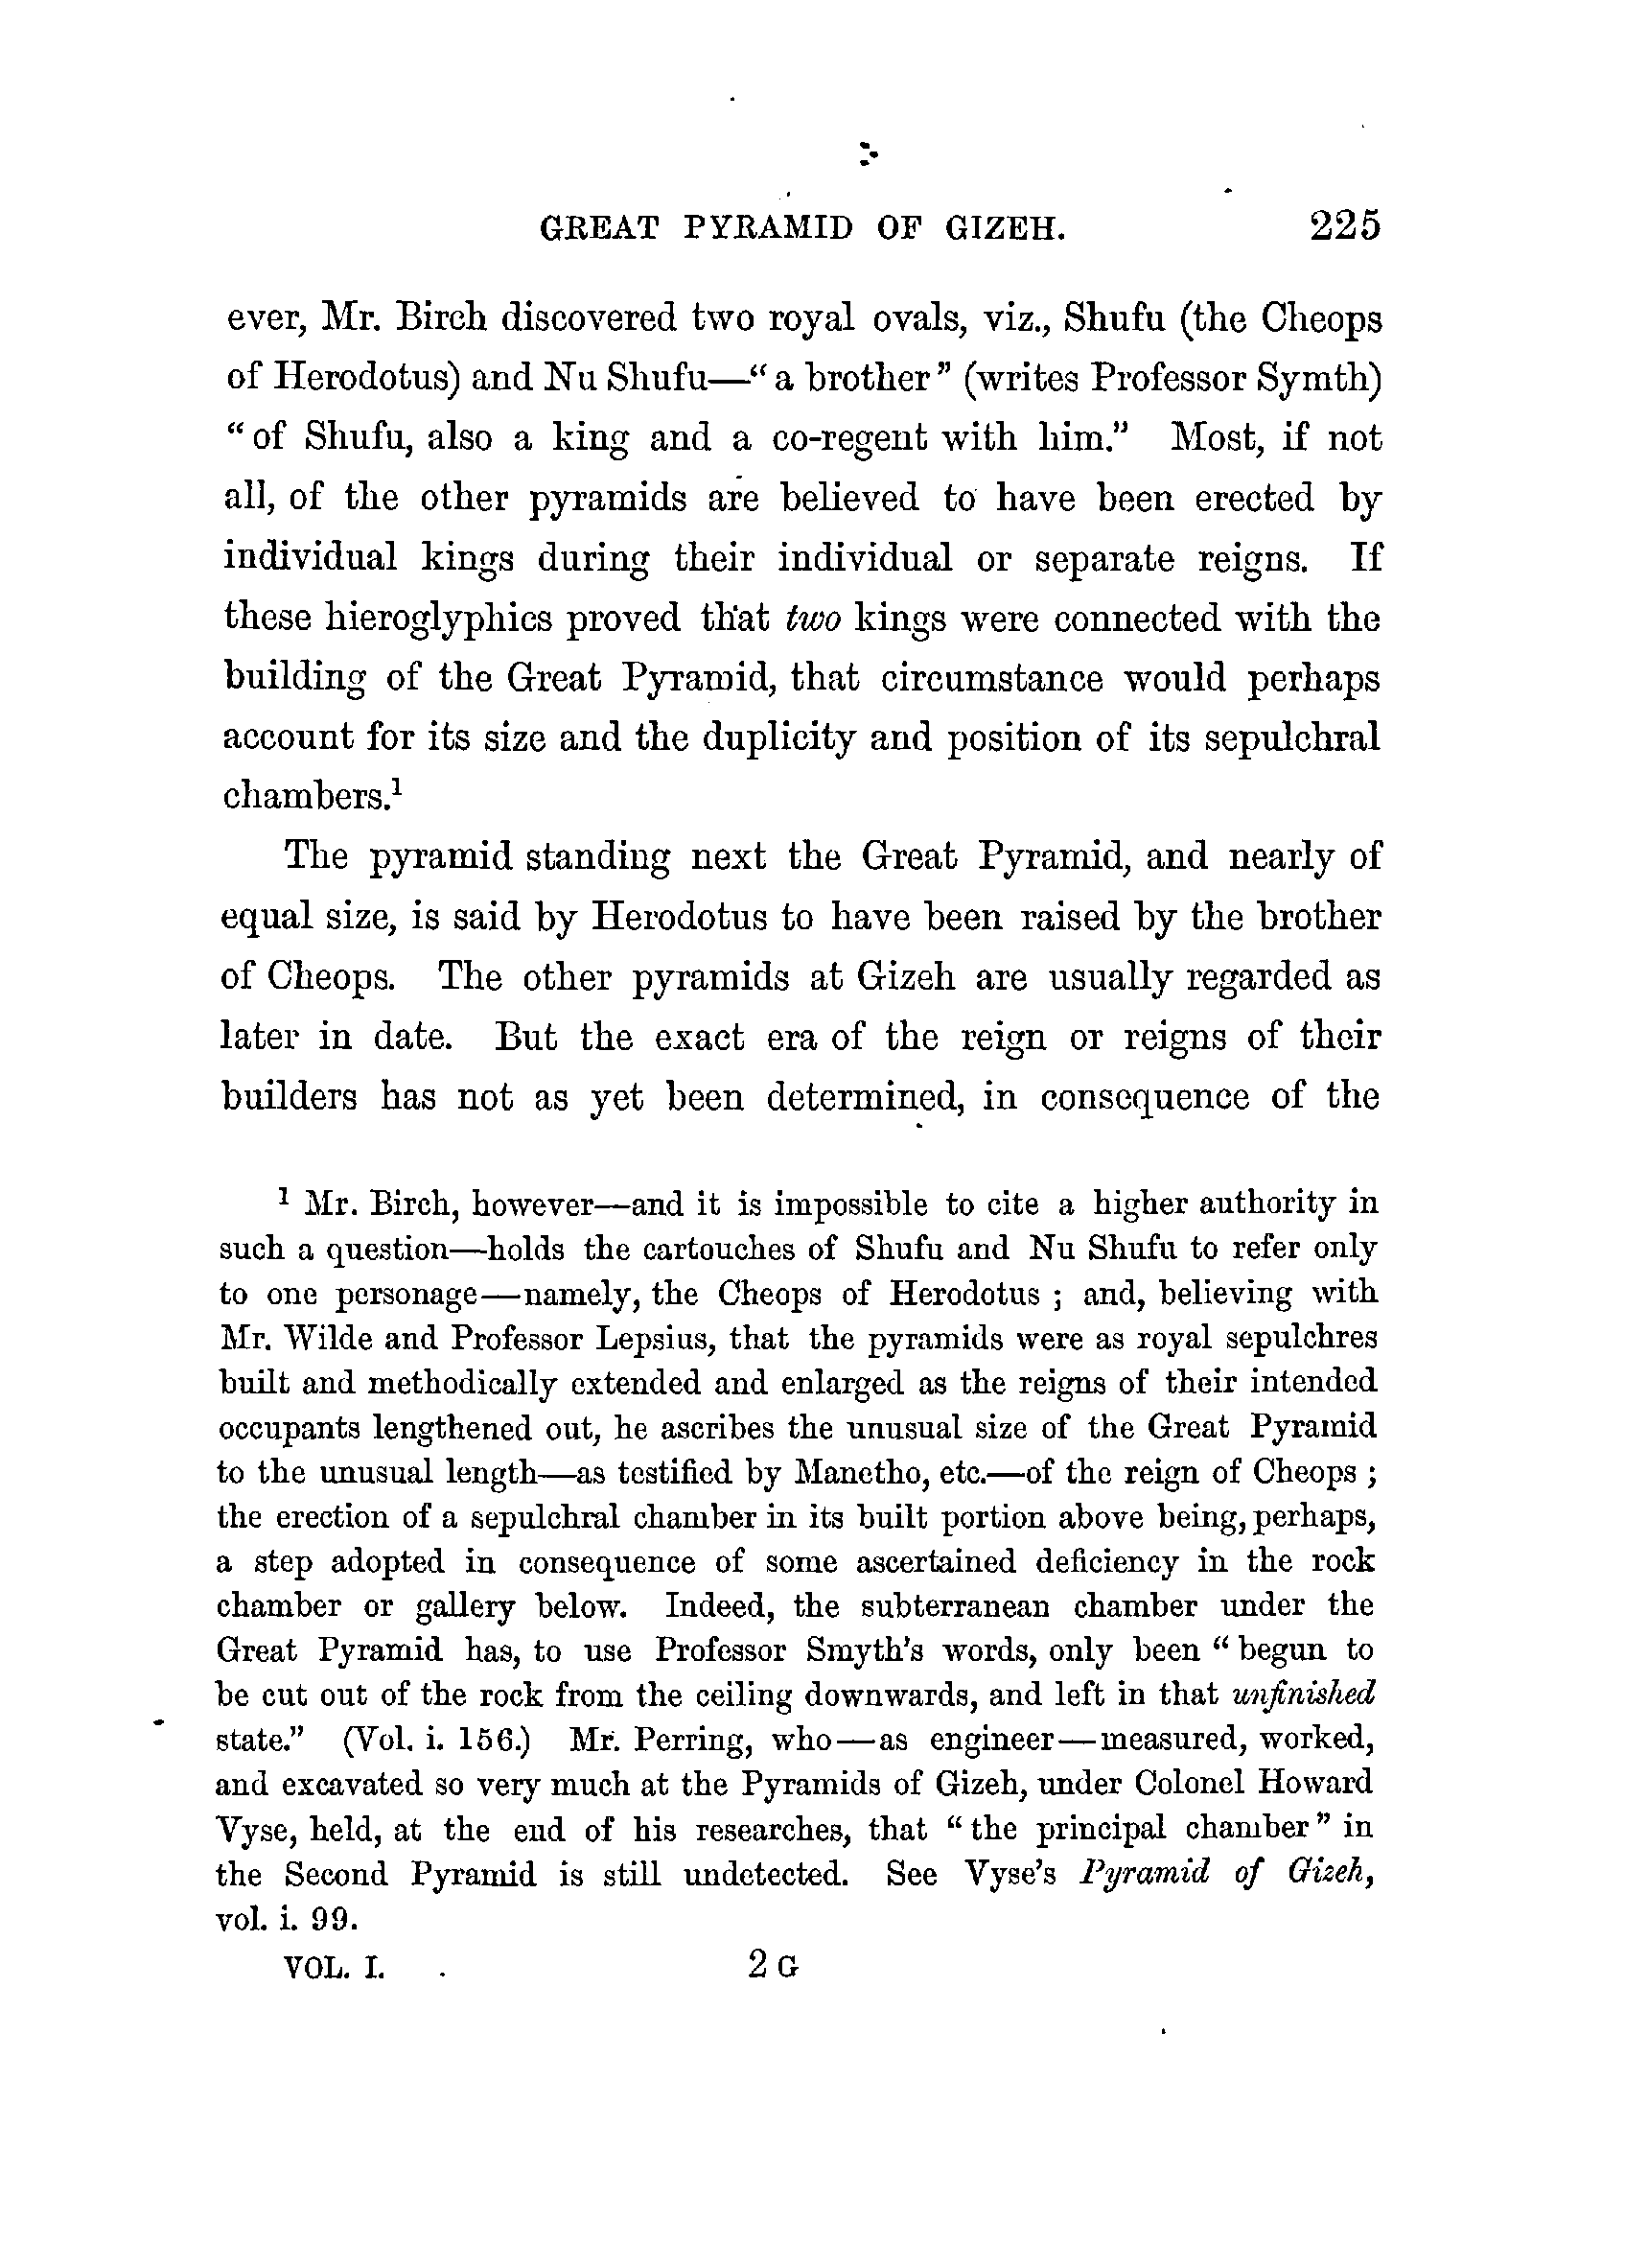 GREAT PYRAMID OF GIZEH. 225
ever, Mr. Birch discovered two royal ovals, viz., Shufu (the Cheops
of Herodotus) and Nu Shufu—“a brother” (writes Professor Symth)
“of Shufu, also a king and a co-regent with him.” Most, if not
all, of the other pyramids are believed to have been erected by
individual kings during their individual or separate reigns. If
these hieroglyphics proved that two kings were connected with the
building of the Great Pyramid, that circumstance would perhaps
account for its size and the duplicity and position of its sepulchral
chambers.¹
The pyramid standing next the Great Pyramid, and nearly of
equal size, is said by Herodotus to have been raised by the brother
of Cheops. The other pyramids at Gizeh are usually regarded as
later in date. But the exact era of the reign or reigns of their
builders has not as yet been determined, in consequence of the
¹ Mr. Birch, however—and it is impossible to cite a higher authority in
such a question—holds the cartouches of Shufu and Nu Shufu to refer only
to one personage—namely, the Cheops of Herodotus ; and, believing with
Mr. Wilde and Professor Lepsius, that the pyramids were as royal sepulchres
built and methodically extended and enlarged as the reigns of their intended
occupants lengthened out, he ascribes the unusual size of the Great Pyramid
to the unusual length—as testified by Manetho, etc.—of the reign of Cheops ;
the erection of a sepulchral chamber in its built portion above being, perhaps,
a step adopted in consequence of some ascertained deficiency in the rock
chamber or gallery below. Indeed, the subterranean chamber under the
Great Pyramid has, to use Professor Smyth's words, only been “begun to
be cut out of the rock from the ceiling downwards, and left in that unfinished
state.” (Vol. i. 156.) Mr. Perring, who—as engineer—measured, worked,
and excavated so very much at the Pyramids of Gizeh, under Colonel Howard
Vyse, held, at the end of his researches, that “the principal chamber” in
the Second Pyramid is still undetected. See Vyse's Pyramid of Gizeh,
vol. i. 99.
VOL. I. 2 G